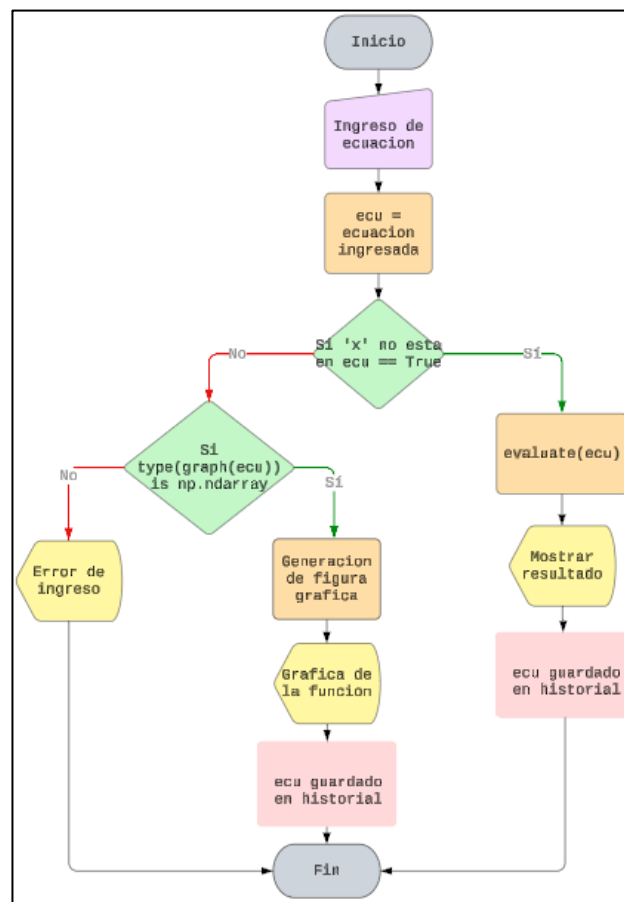 Inicio
Ingreso de
ecuacion
ecu =
ecuacion
ingresada
Si 'x' no esta
en ecu == True
No
Sí
Si
type(graph(ecu))
is np.ndarray
evaluate(ecu)
No
Sí
Error de
ingreso
Generacion
de figura
grafica
Mostrar
resultado
Grafica de
la funcion
ecu guardado
en historial
ecu guardado
en historial
Fin